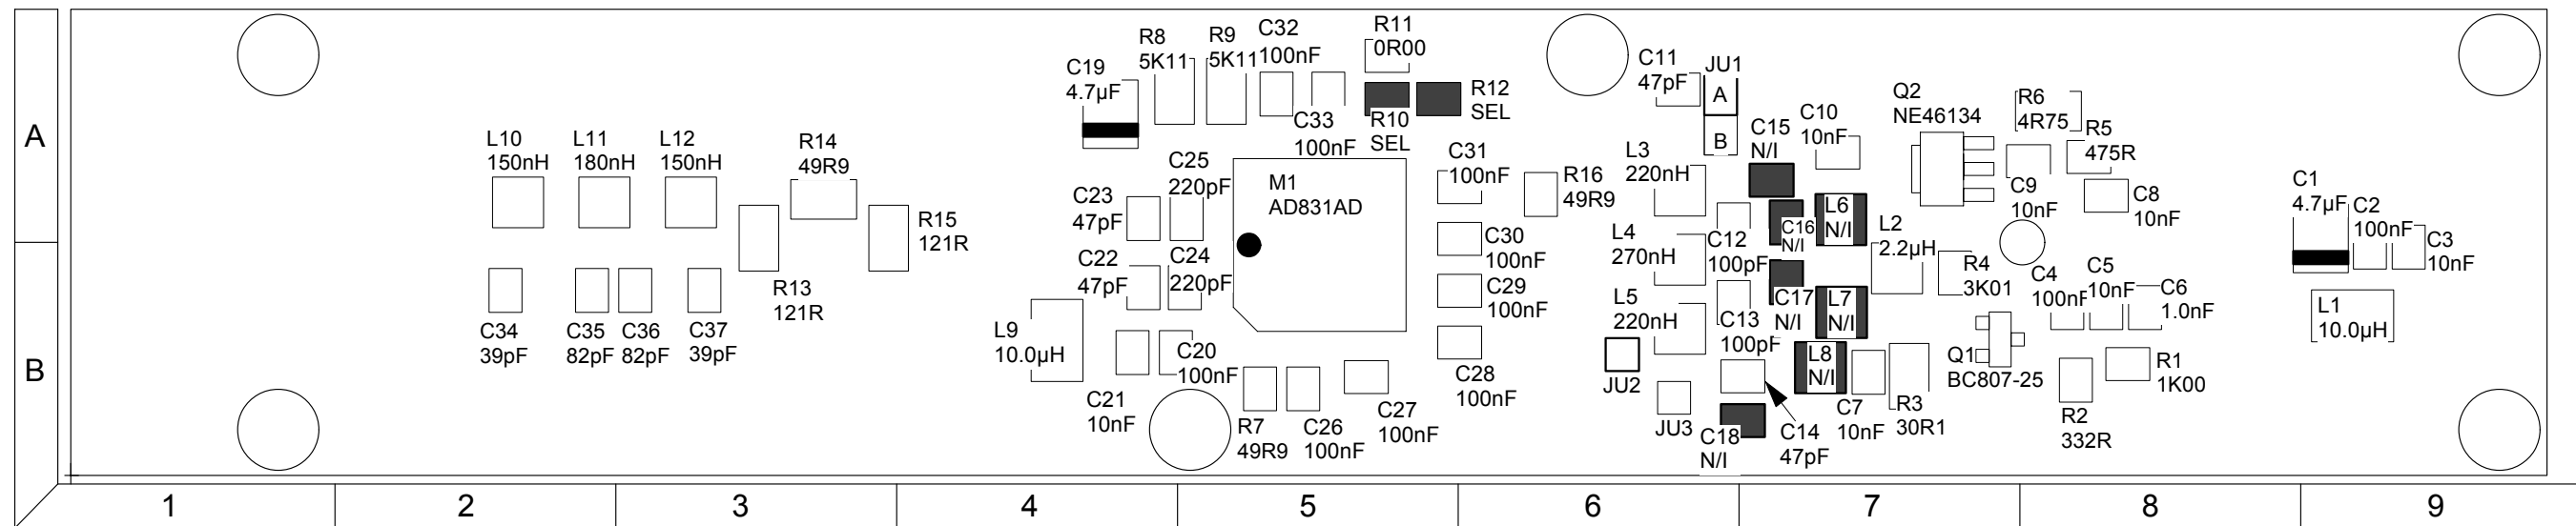 A
B
R8
5K11
R9
5K11
C32
100nF
R11
0R00
C19
4.7µF
C33
100nF
R10
SEL
R12
SEL
C11
47pF
JU1
A
B
C15
N/I
C10
10nF
Q2
NE46134
R6
4R75
R5
475R
L10
150nH
L11
180nH
L12
150nH
R14
49R9
C25
220pF
M1
AD831AD
C31
100nF
R16
49R9
L3
220nH
C9
10nF
C8
10nF
C1
4.7µF
C2
100nF
C3
10nF
C23
47pF
R15
121R
C30
100nF
L4
270nH
C12
100pF
C16
N/I
L6
N/I
L2
2.2µH
R4
3K01
C4
100nF
C5
10nF
C6
1.0nF
C22
47pF
C24
220pF
R13
121R
C29
100nF
L5
220nH
C13
100pF
C17
N/I
L7
N/I
L1
10.0µH
C34
39pF
C35
82pF
C36
82pF
C37
39pF
L9
10.0µH
C20
100nF
C28
100nF
JU2
L8
N/I
Q1
BC807-25
R1
1K00
C21
10nF
R7
49R9
C26
100nF
C27
100nF
JU3
C18
N/I
C14
47pF
C7
10nF
R3
30R1
R2
332R
1 2 3 4 5 6 7 8 9